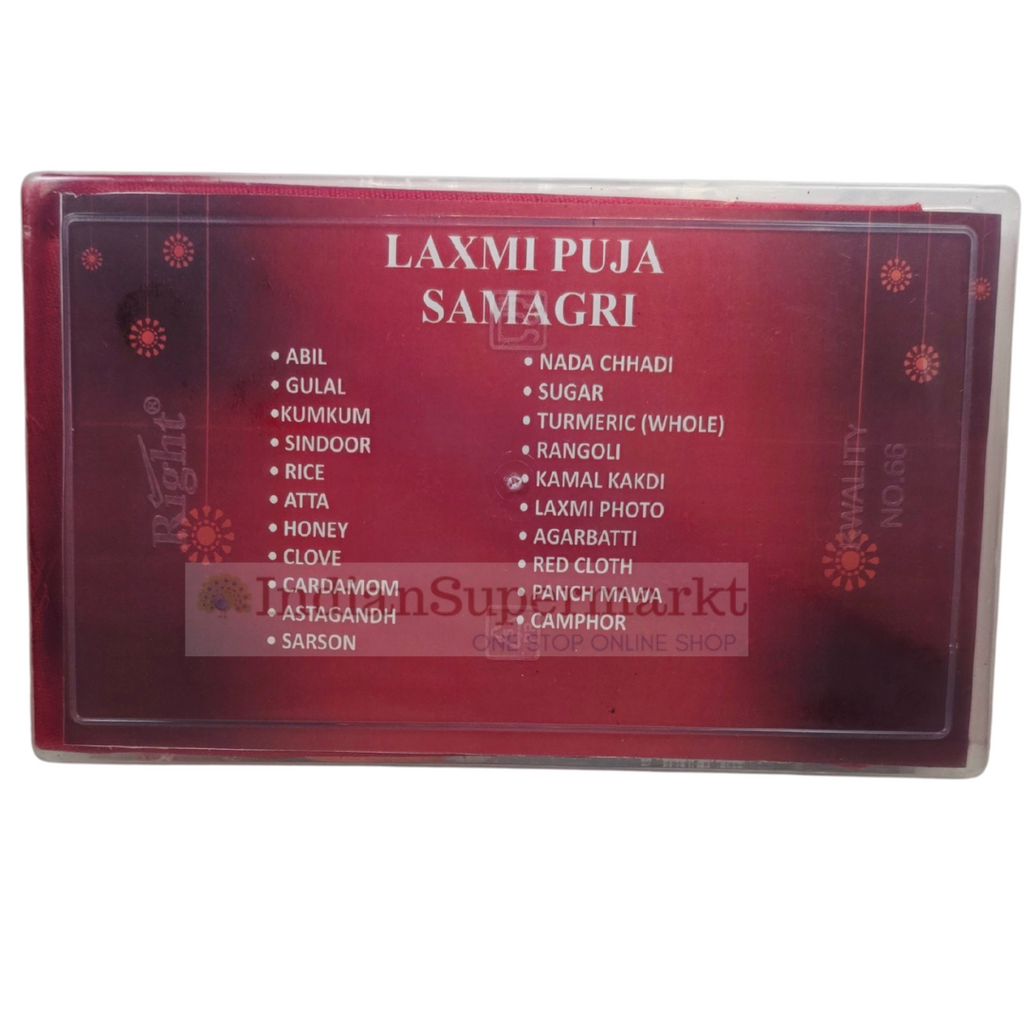 LAXMI PUJA
SAMAGRI
• ABIL
• GULAL
•KUMKUM
• SINDOOR
• RICE
• ATTA
• HONEY
• CLOVE
• CARDAMOM
• ASTAGANDH
• SARSON
• NADA CHHADI
• SUGAR
• TURMERIC (WHOLE)
• RANGOLI
• KAMAL KAKDI
• LAXMI PHOTO
• AGARBATTI
• RED CLOTH
• PANCH MAWA
• CAMPHOR
Right®
KWALITY
NO.66
IndianSupermarkt
ONE STOP ONLINE SHOP